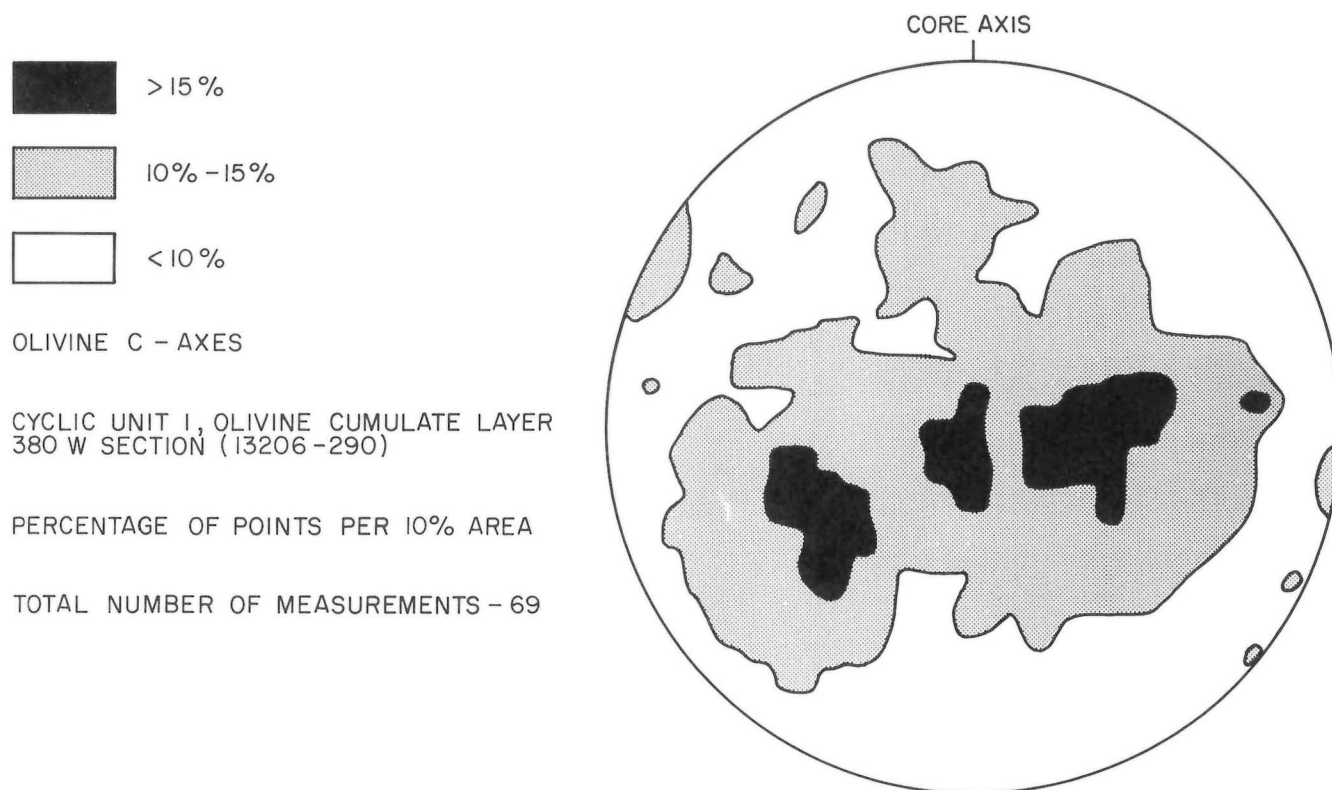 CORE AXIS
>15%
10%-15%
<10%
OLIVINE C-AXES
CYCLIC UNIT I, OLIVINE CUMULATE LAYER
380 W SECTION (13206-290)
PERCENTAGE OF POINTS PER 10% AREA
TOTAL NUMBER OF MEASUREMENTS-69